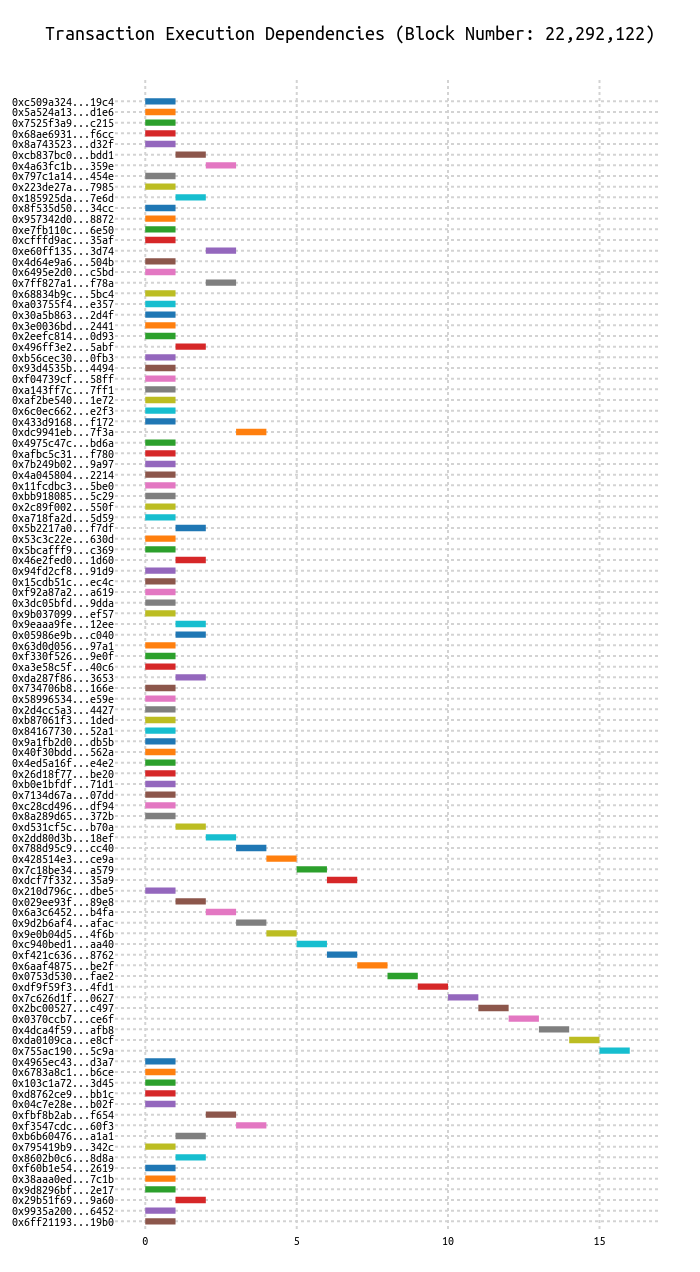 Transaction Execution Dependencies (Block Number: 22,292,122)
0xc509a324...19c4
0x5a524a13...d1e6
0x7525f3a9...c215
0x68ae6931...f6cc
0x8a743523...d32f
0xcb837bc0...bdd1
0x4a63fc1b...359e
0x797c1a14...454e
0x223de27a...7985
0x185925da...7e6d
0x8f535d50...34cc
0x957342d0...8872
0xe7fb110c...6e50
0xcfffd9ac...35af
0xe60ff135...3d74
0x4d64e9a6...504b
0x6495e2d0...c5bd
0x7ff827a1...f78a
0x68834b9c...5bc4
0xa03755f4...e357
0x30a5b863...2d4f
0x3e0036bd...2441
0x2eefc814...0d93
0x496ff3e2...5abf
0xb56cec30...0fb3
0x93d4535b...4494
0xf04739cf...58ff
0xa143ff7c...7ff1
0xaf2be540...1e72
0x6c0ec662...e2f3
0x433d9168...f172
0xdc9941eb...7f3a
0x4975c47c...bd6a
0xafbc5c31...f780
0x7b249b02...9a97
0x4a045804...2214
0x11fcdbc3...5be0
0xbb918085...5c29
0x2c89f002...550f
0xa718fa2d...5d59
0x5b2217a0...f7df
0x53c3c22e...630d
0x5bcafff9...c369
0x46e2fed0...1d60
0x94fd2cf8...91d9
0x15cdb51c...ec4c
0xf92a87a2...a619
0x3dc05bfd...9dda
0x9b037099...ef57
0x9eaaa9fe...12ee
0x05986e9b...c040
0x63d0d056...97a1
0xf330f526...9e0f
0xa3e58c5f...40c6
0xda287f86...3653
0x734706b8...166e
0x58996534...e59e
0x2d4cc5a3...4427
0xb87061f3...1ded
0x84167730...52a1
0x9a1fb2d0...db5b
0x40f30bdd...562a
0x4ed5a16f...e4e2
0x26d18f77...be20
0xb0e1bfdf...71d1
0x7134d67a...07dd
0xc28cd496...df94
0x8a289d65...372b
0xd531cf5c...b70a
0x2dd80d3b...18ef
0x788d95c9...cc40
0x428514e3...ce9a
0x7c18be34...a579
0xdcf7f332...35a9
0x210d796c...dbe5
0x029ee93f...89e8
0x6a3c6452...b4fa
0x9d2b6af4...afac
0x9e0b04d5...4f6b
0xc940bed1...aa40
0xf421c636...8762
0x6aaf4875...be2f
0x0753d530...fae2
0xdf9f59f3...4fd1
0x7c626d1f...0627
0x2bc00527...c497
0x0370ccb7...ce6f
0x4dca4f59...afb8
0xda0109ca...e8cf
0x755ac190...5c9a
0x4965ec43...d3a7
0x6783a8c1...b6ce
0x103c1a72...3d45
0xd8762ce9...bb1c
0x04c7e28e...b02f
0xfbf8b2ab...f654
0xf3547cdc...60f3
0xb6b60476...a1a1
0x795419b9...342c
0x8602b0c6...8d8a
0xf60b1e54...2619
0x38aaa0ed...7c1b
0x9d8296bf...2e17
0x29b51f69...9a60
0x9935a200...6452
0x6ff21193...19b0
0 5 10 15